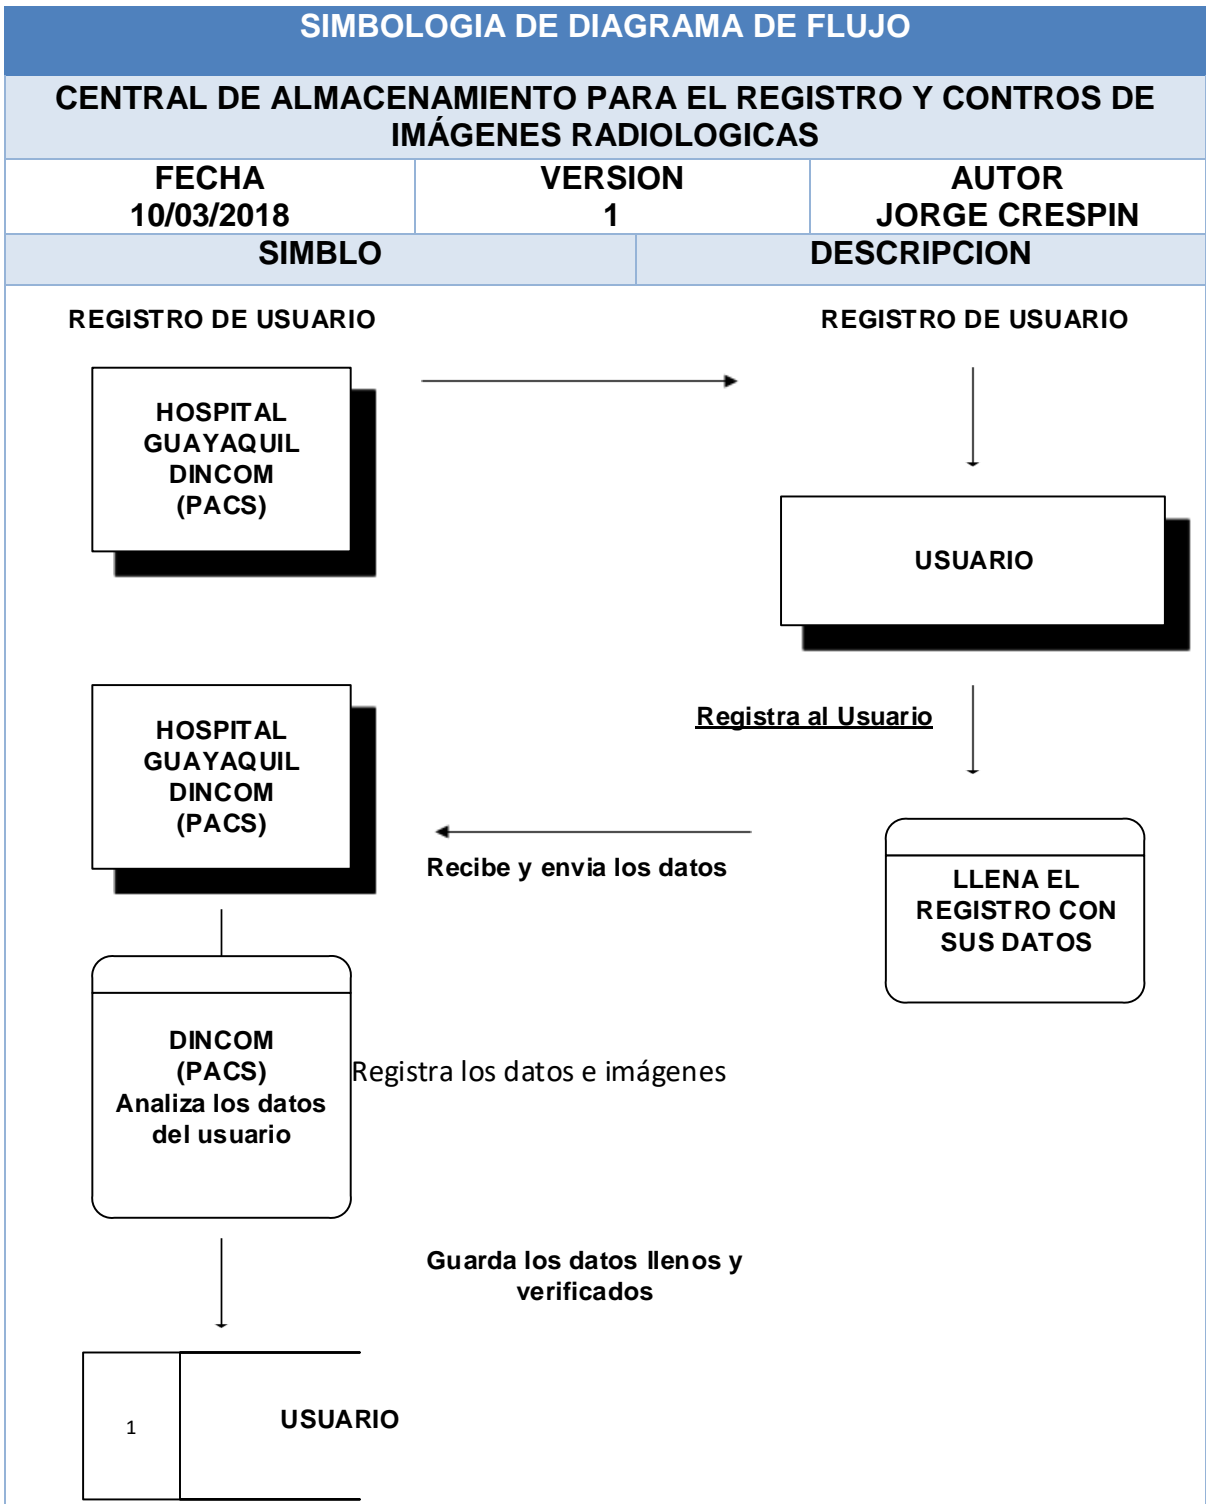 SIMBOLOGIA DE DIAGRAMA DE FLUJO
CENTRAL DE ALMACENAMIENTO PARA EL REGISTRO Y CONTROS DE
IMÁGENES RADIOLOGICAS
FECHA
10/03/2018
VERSION
1
AUTOR
JORGE CRESPIN
SIMBLO
DESCRIPCION
REGISTRO DE USUARIO
REGISTRO DE USUARIO
HOSPITAL
GUAYAQUIL
DINCOM
(PACS)
USUARIO
HOSPITAL
GUAYAQUIL
DINCOM
(PACS)
Registra al Usuario
Recibe y envia los datos
LLENA EL
REGISTRO CON
SUS DATOS
DINCOM
(PACS)
Analiza los datos
del usuario
Registra los datos e imágenes
Guarda los datos llenos y
verificados
1
USUARIO